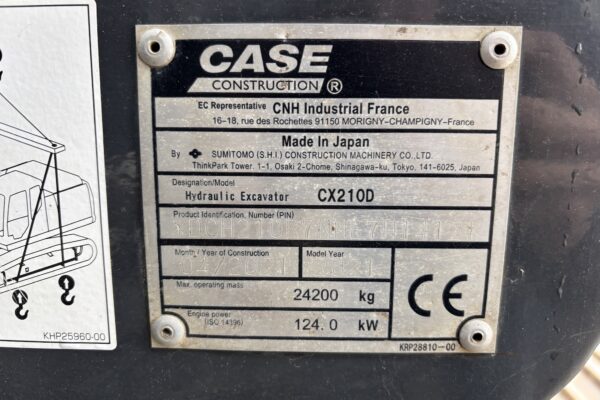 CASE
CONSTRUCTION ®
EC Representative CNH Industrial France
16-18, rue des Rochettes 91150 MORIGNY-CHAMPIGNY-France
Made in Japan
By SUMITOMO (S.H.I) CONSTRUCTION MACHINERY CO., LTD.
ThinkPark Tower. 1-1, Osaki 2-Chome, Shinagawa-ku, Tokyo, 141-6025, Japan
Designation/Model
Hydraulic Excavator CX210D
Product Identification, Number (PIN)
Month / Year of Construction Model Year
Max. operating mass
24200 kg
Engine power
(ISO 14396) 124.0 kW
CE
KRP28810-00
KHP25960-00